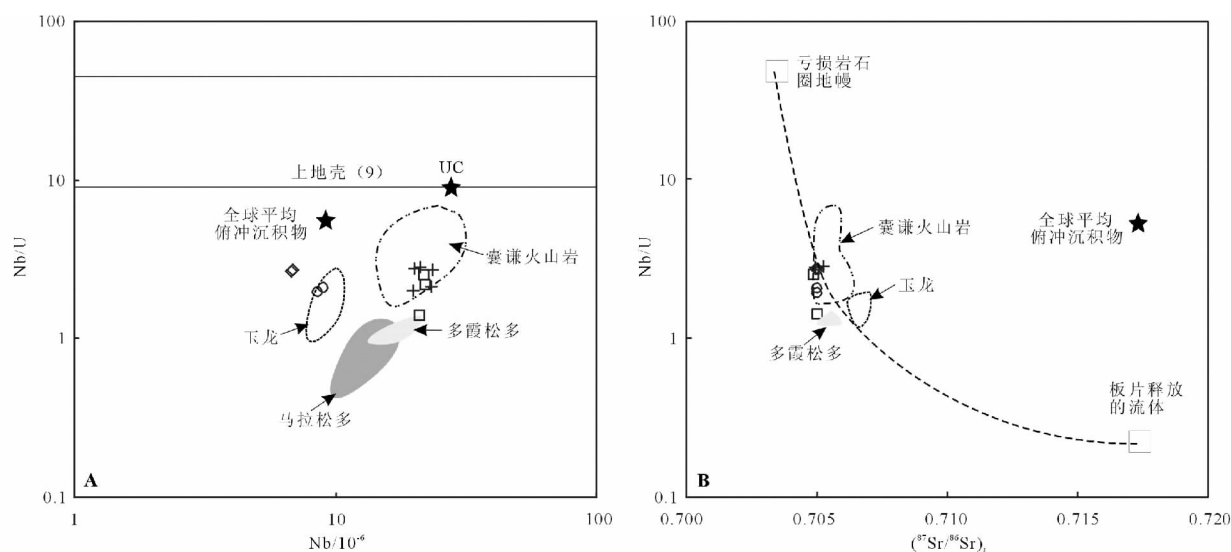 100
10
1
0.1
Nb/U
上地壳（9）
UC
全球平均
俯冲沉积物
囊谦火山岩
玉龙
多霞松多
马拉松多
A
1
10
100
Nb/10⁻⁶
100
10
1
0.1
Nb/U
亏损岩石
圈地幔
囊谦火山岩
全球平均
俯冲沉积物
玉龙
多霞松多
板片释放
的流体
B
0.700
0.705
0.710
0.715
0.720
(⁸⁷Sr/⁸⁶Sr)ᵢ